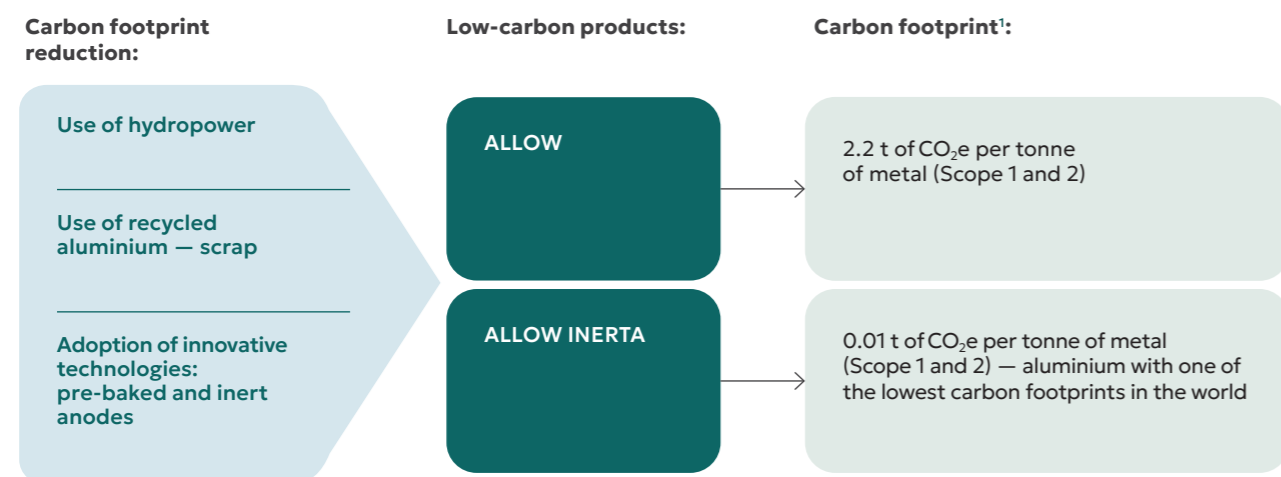 Carbon footprint
reduction:
Low-carbon products:
Carbon footprint¹:
Use of hydropower
Use of recycled
aluminium — scrap
Adoption of innovative
technologies:
pre-baked and inert
anodes
ALLOW
2.2 t of CO₂e per tonne
of metal (Scope 1 and 2)
ALLOW INERTA
0.01 t of CO₂e per tonne of metal
(Scope 1 and 2) — aluminium with one of
the lowest carbon footprints in the world